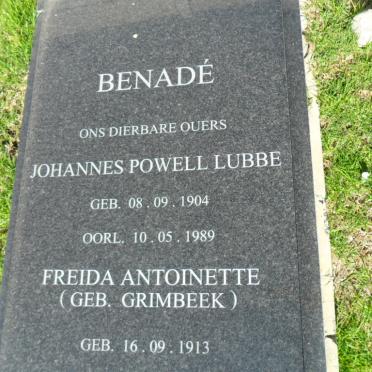 BENADÉ
ONS DIERBARE OUERS
JOHANNES POWELL LUBBE
GEB. 08.09.1904
OORL. 10.05.1989
FREIDA ANTOINETTE
(GEB. GRIMBEEK)
GEB. 16.09.1913